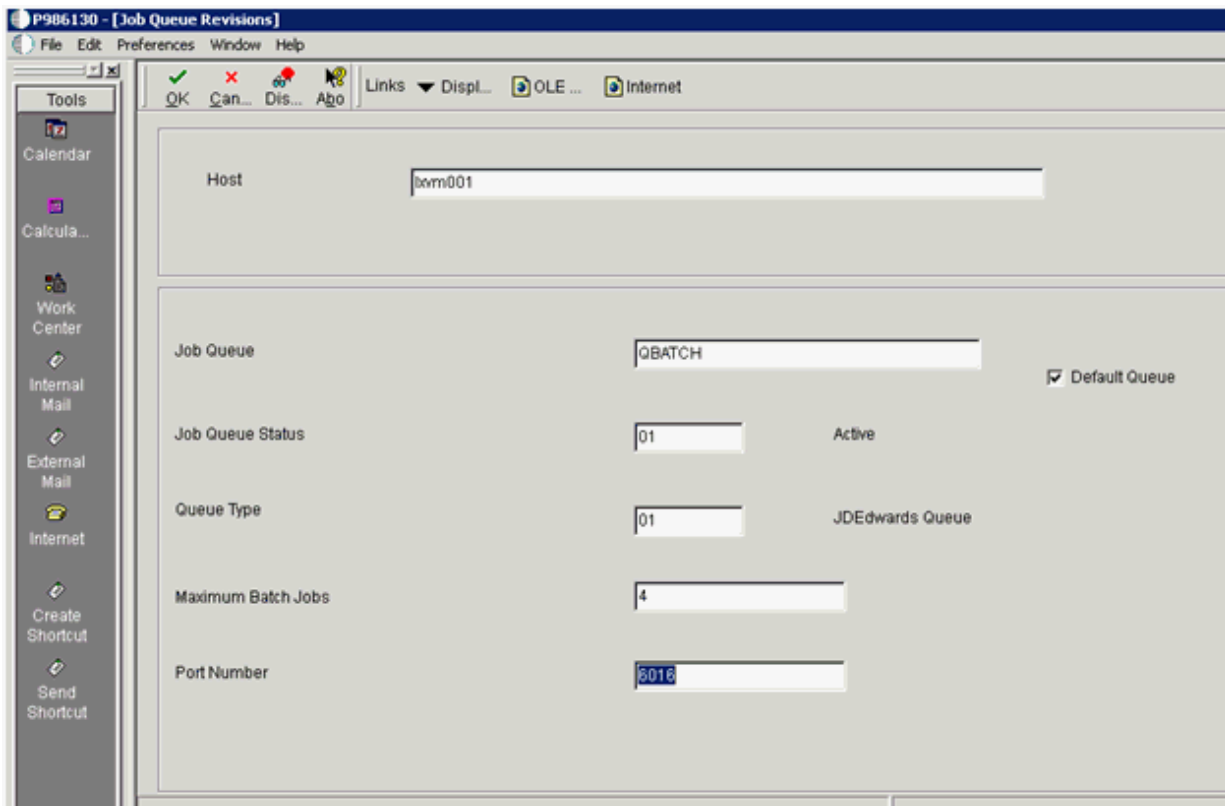 P986130 - [Job Queue Revisions]
File Edit Preferences Window Help
Tools
OK Can... Dis... Abo Links Displ... OLE ... Internet
Calendar
Calcula...
Work
Center
Internal
Mail
External
Mail
Internet
Create
Shortcut
Send
Shortcut
Host lxvm001
Job Queue QBATCH
Default Queue
Job Queue Status 01 Active
Queue Type 01 JDEdwards Queue
Maximum Batch Jobs 4
Port Number 6016